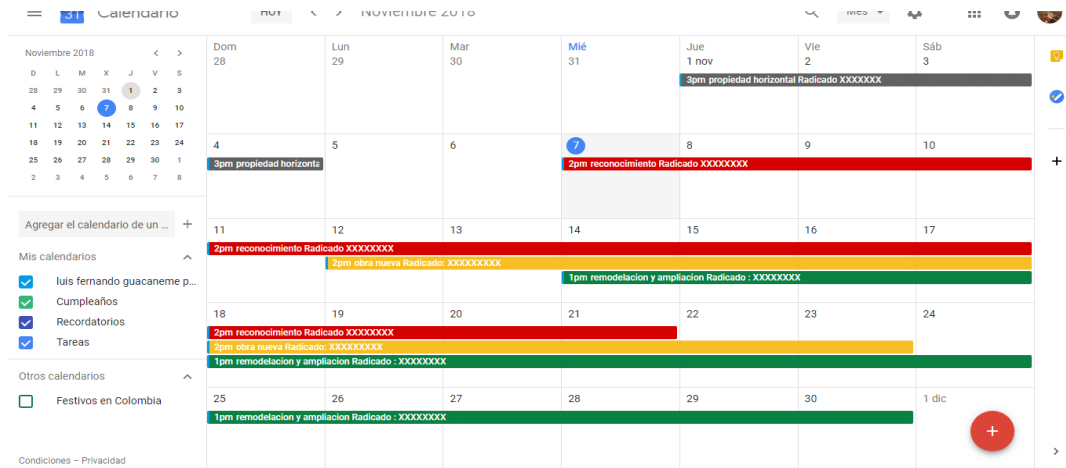 31 Calendario HOY Noviembre 2018 Mes
Noviembre 2018
D L M X J V S
28 29 30 31 1 2 3
4 5 6 7 8 9 10
11 12 13 14 15 16 17
18 19 20 21 22 23 24
25 26 27 28 29 30 1
2 3 4 5 6 7 8
Agregar el calendario de un ...
Mis calendarios
luis fernando guacaneme p...
Cumpleaños
Recordatorios
Tareas
Otros calendarios
Festivos en Colombia
Condiciones – Privacidad
Dom Lun Mar Mié Jue Vie Sáb
28 29 30 31 1 nov 2 3
3pm propiedad horizontal Radicado XXXXXXX
4 5 6 7 8 9 10
3pm propiedad horizonta
2pm reconocimiento Radicado XXXXXXXX
11 12 13 14 15 16 17
2pm reconocimiento Radicado XXXXXXXX
2pm obra nueva Radicado: XXXXXXXXX
1pm remodelacion y ampliacion Radicado : XXXXXXXX
18 19 20 21 22 23 24
2pm reconocimiento Radicado XXXXXXXX
2pm obra nueva Radicado: XXXXXXXXX
1pm remodelacion y ampliacion Radicado : XXXXXXXX
25 26 27 28 29 30 1 dic
1pm remodelacion y ampliacion Radicado : XXXXXXXX